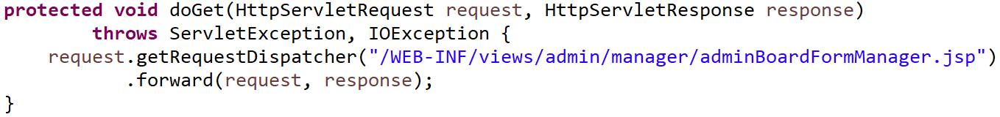 protected void doGet(HttpServletRequest request, HttpServletResponse response)
throws ServletException, IOException {
request.getRequestDispatcher("/WEB-INF/views/admin/manager/adminBoardFormManager.jsp")
.forward(request, response);
}